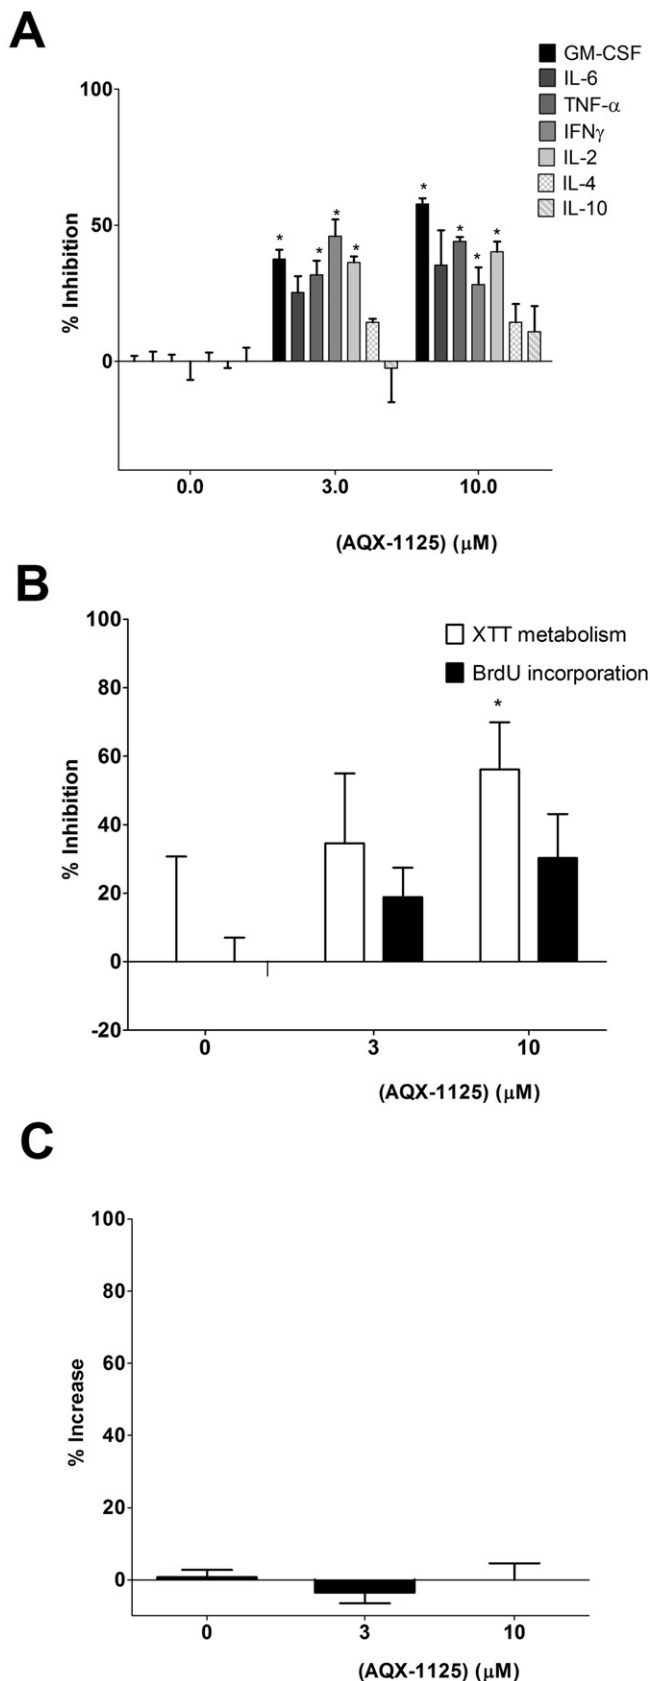 A
GM-CSF
IL-6
TNF-α
IFNγ
IL-2
IL-4
IL-10
100
50
0
% Inhibition
* * * *
* * * *
0.0 3.0 10.0
(AQX-1125) (μM)
B
XTT metabolism
BrdU incorporation
100
80
60
40
20
0
-20
% Inhibition
*
0 3 10
(AQX-1125) (μM)
C
100
80
60
40
20
0
% Increase
0 3 10
(AQX-1125) (μM)